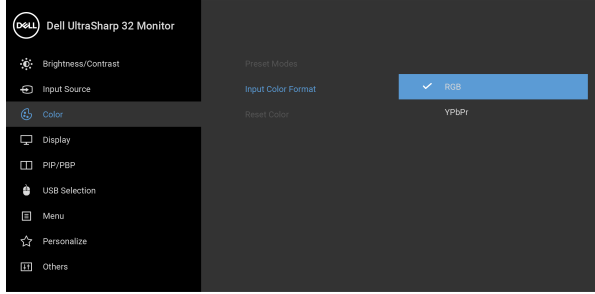 DELL Dell UltraSharp 32 Monitor
Brightness/Contrast
Input Source
Color
Display
PIP/PBP
USB Selection
Menu
Personalize
Others
Preset Modes
Input Color Format
Reset Color
RGB
YPbPr